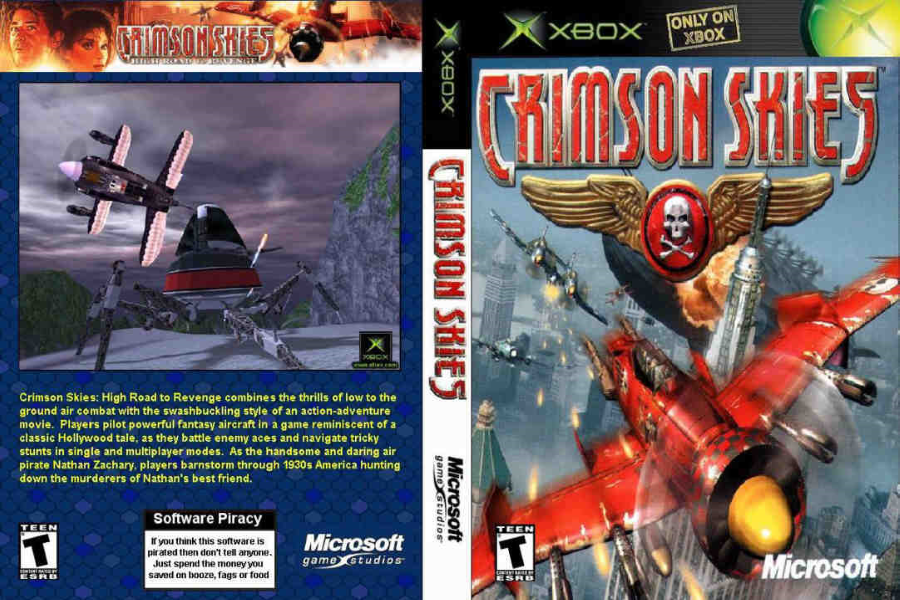 CRIMSON SKIES
HIGH ROAD TO REVENGE
XBOX
Crimson Skies: High Road to Revenge combines the thrills of low to the
ground air combat with the swashbuckling style of an action-adventure
movie. Players pilot powerful fantasy aircraft in a game reminiscent of a
classic Hollywood tale, as they battle enemy aces and navigate tricky
stunts in single and multiplayer modes. As the handsome and daring air
pirate Nathan Zachary, players barnstorm through 1930s America hunting
down the murderers of Nathan's best friend.
TEEN
T
CONTENT RATED BY
ESRB
Software Piracy
If you think this software is
pirated then don't tell anyone.
Just spend the money you
saved on booze, fags or food
Microsoft
game studios
XBOX
CRIMSON SKIES
Microsoft
game studios
XBOX
ONLY ON
XBOX
CRIMSON SKIES
TEEN
T
CONTENT RATED BY
ESRB
Microsoft